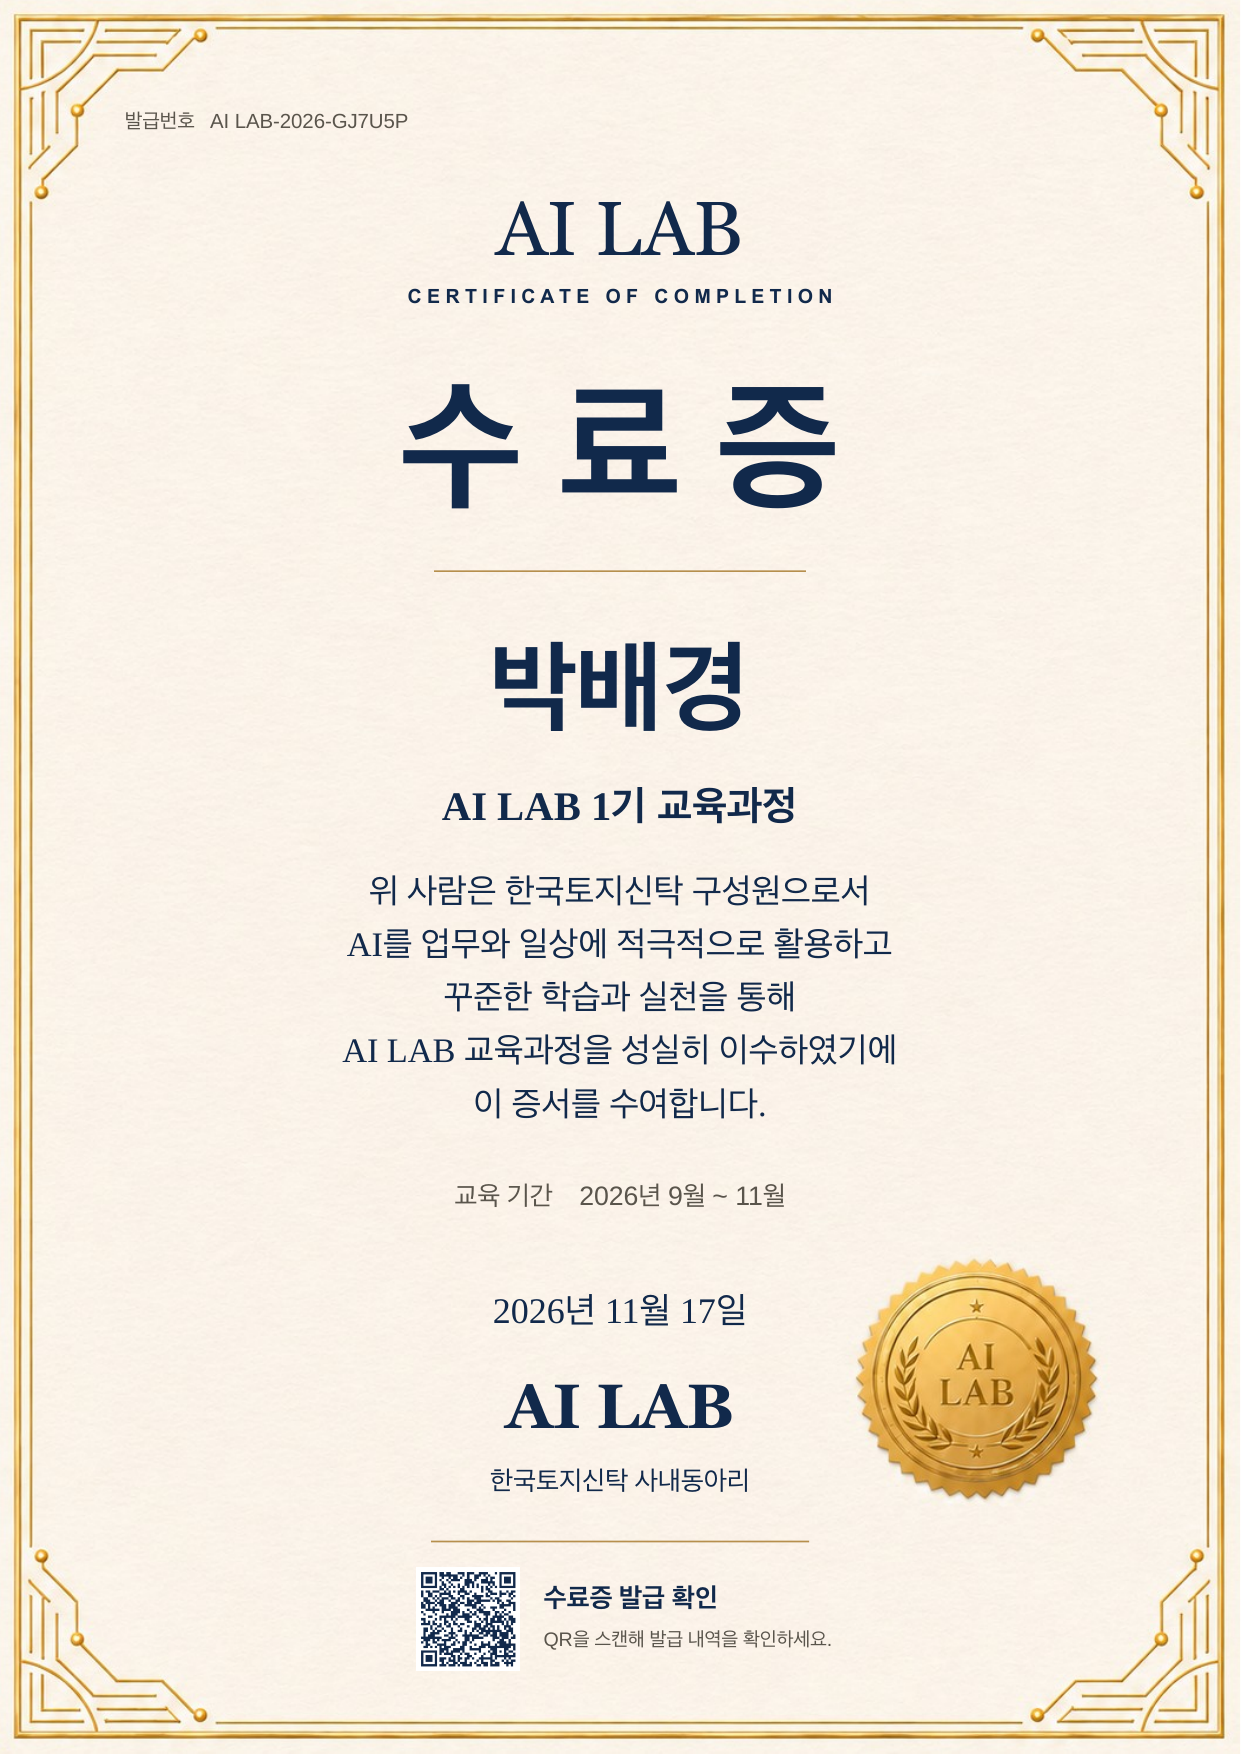 발급번호 AI LAB-2026-GJ7U5P
AI LAB
CERTIFICATE OF COMPLETION
수료증
박배경
AI LAB 1기 교육과정
위 사람은 한국토지신탁 구성원으로서
AI를 업무와 일상에 적극적으로 활용하고
꾸준한 학습과 실천을 통해
AI LAB 교육과정을 성실히 이수하였기에
이 증서를 수여합니다.
교육 기간 2026년 9월 ~ 11월
2026년 11월 17일
AI
LAB
AI LAB
한국토지신탁 사내동아리
수료증 발급 확인
QR을 스캔해 발급 내역을 확인하세요.